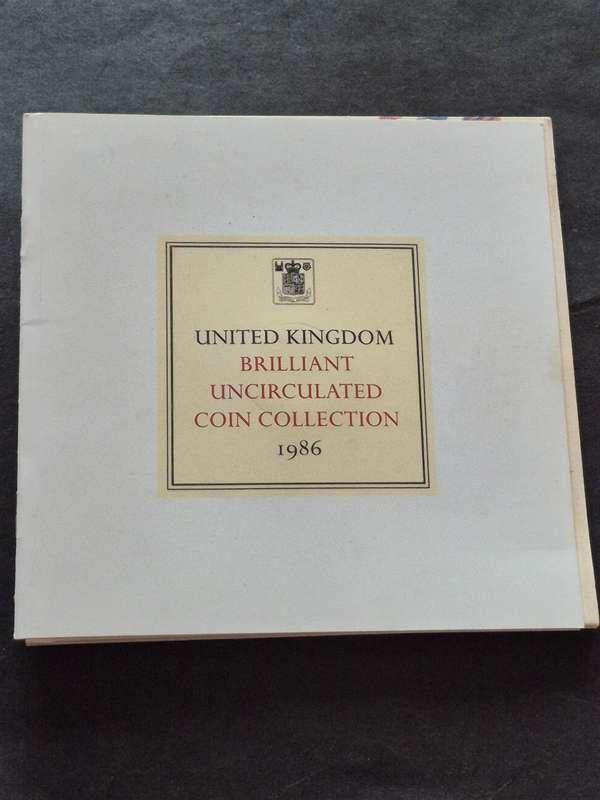 UNITED KINGDOM
BRILLIANT
UNCIRCULATED
COIN COLLECTION
1986